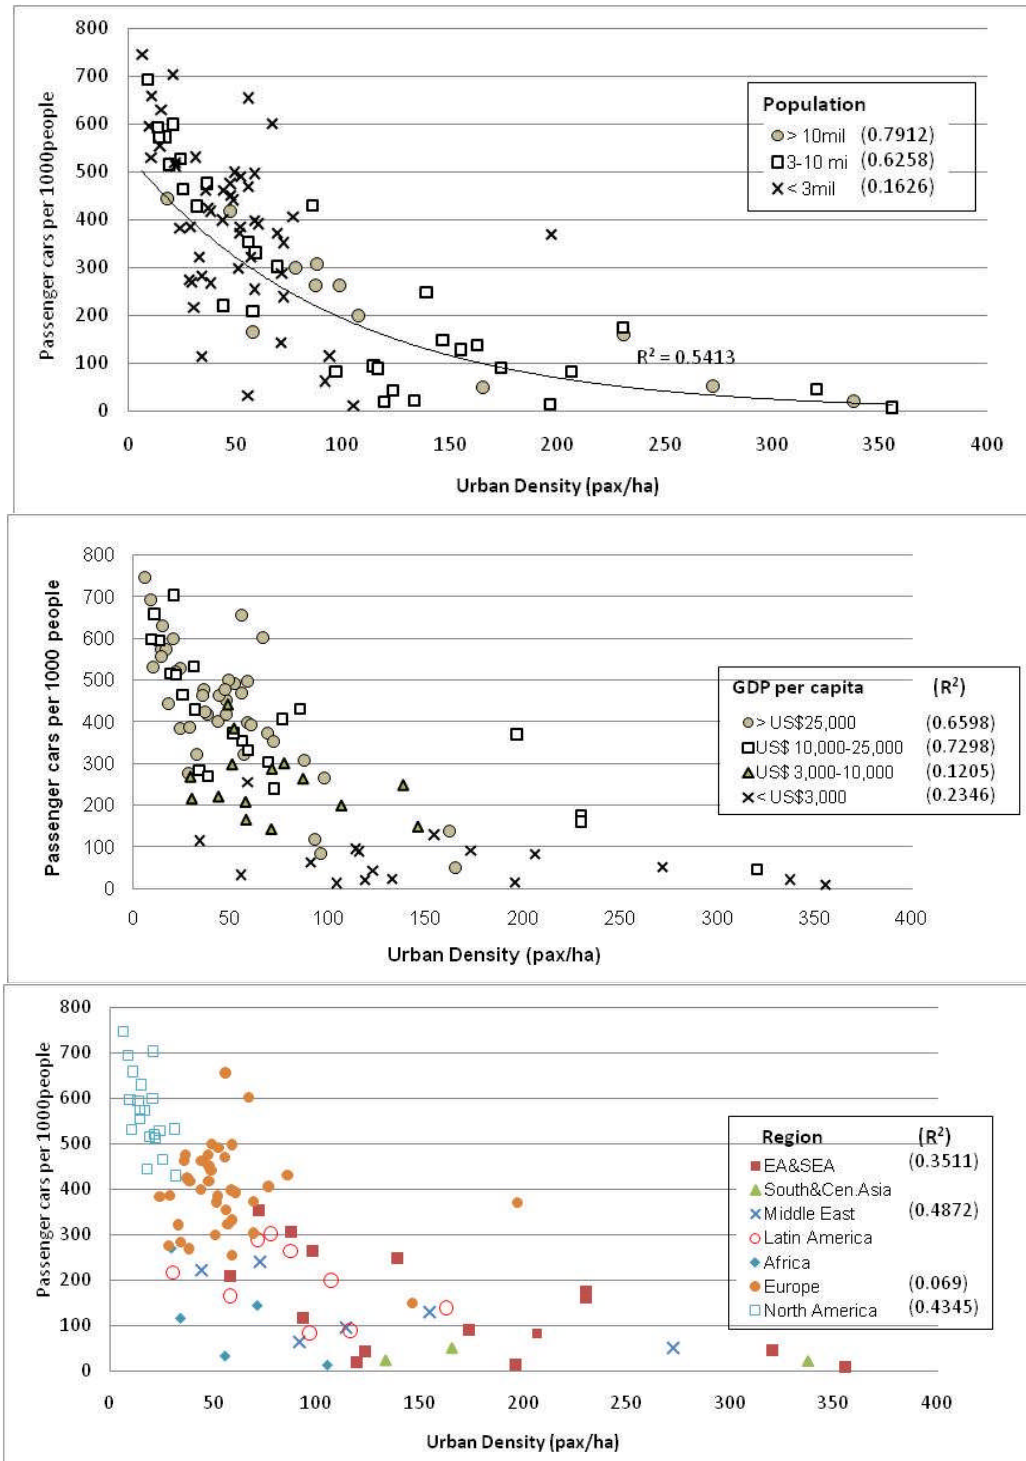 800
700
600
500
400
300
200
100
0
Passenger cars per 1000people
Population
> 10mil (0.7912)
3-10 mi (0.6258)
< 3mil (0.1626)
R² = 0.5413
0 50 100 150 200 250 300 350 400
Urban Density (pax/ha)
800
700
600
500
400
300
200
100
0
Passenger cars per 1000 people
GDP per capita (R²)
> US$25,000 (0.6598)
US$ 10,000-25,000 (0.7298)
US$ 3,000-10,000 (0.1205)
< US$3,000 (0.2346)
0 50 100 150 200 250 300 350 400
Urban Density (pax/ha)
800
700
600
500
400
300
200
100
0
Passenger cars per 1000people
Region (R²)
EA&SEA (0.3511)
South&Cen.Asia
Middle East (0.4872)
Latin America
Africa
Europe (0.069)
North America (0.4345)
0 50 100 150 200 250 300 350 400
Urban Density (pax/ha)